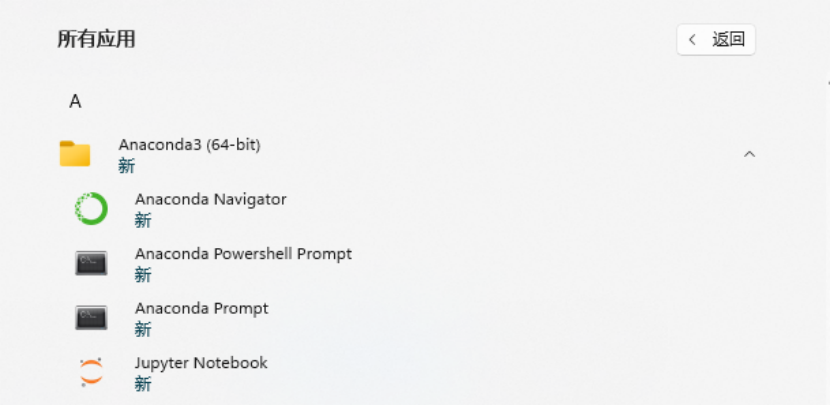 所有应用
返回
A
Anaconda3 (64-bit)
新
Anaconda Navigator
新
Anaconda Powershell Prompt
新
Anaconda Prompt
新
Jupyter Notebook
新